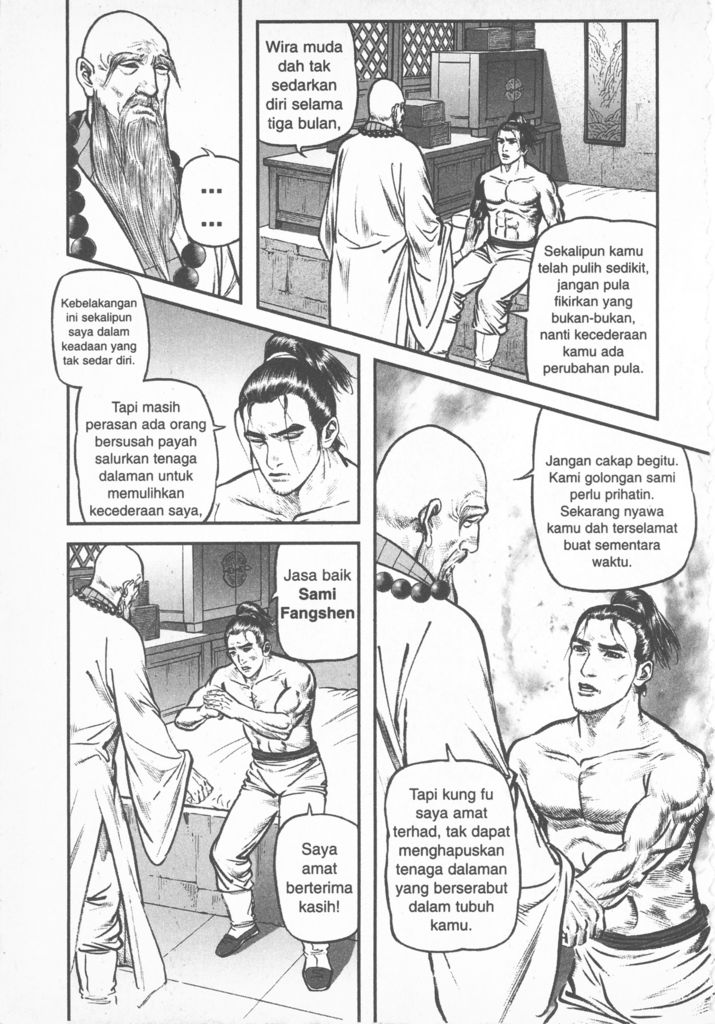 ...
...
Wira muda
dah tak
sedarkan
diri selama
tiga bulan,
Sekalipun kamu
telah pulih sedikit,
jangan pula
fikirkan yang
bukan-bukan,
nanti kecederaan
kamu ada
perubahan pula.
Kebelakangan
ini sekalipun
saya dalam
keadaan yang
tak sedar diri.
Tapi masih
perasan ada orang
bersusah payah
salurkan tenaga
dalaman untuk
memulihkan
kecederaan saya,
Jasa baik
Sami
Fangshen
Saya
amat
berterima
kasih!
Jangan cakap begitu.
Kami golongan sami
perlu prihatin.
Sekarang nyawa
kamu dah terselamat
buat sementara
waktu.
Tapi kung fu
saya amat
terhad, tak dapat
menghapuskan
tenaga dalaman
yang berserabut
dalam tubuh
kamu.